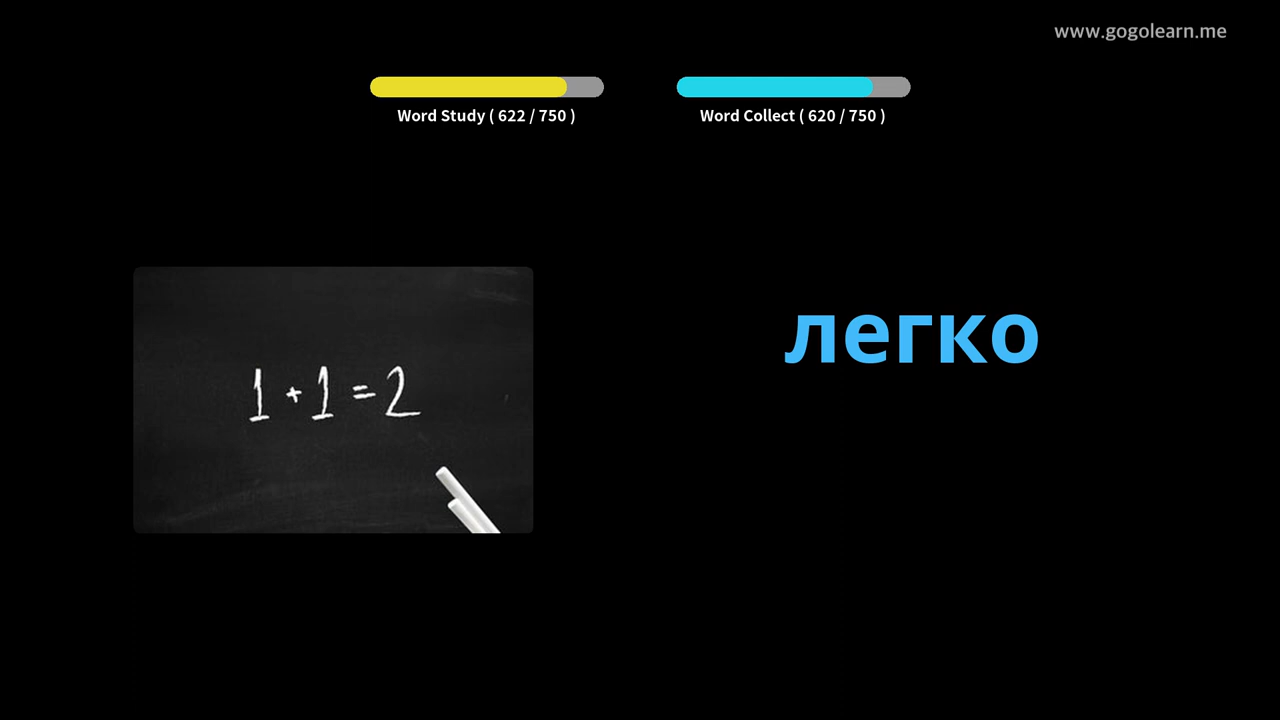 www.gogolearn.me
Word Study ( 622 / 750 )
Word Collect ( 620 / 750 )
легко
1 + 1 = 2